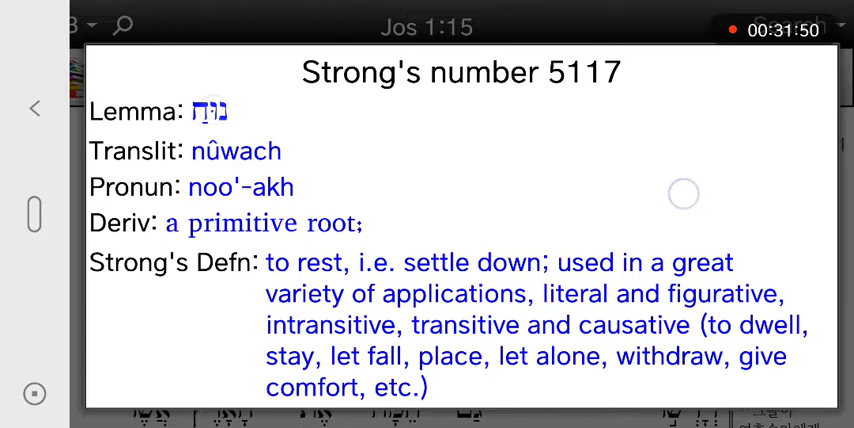 B Jos 1:15 Search
00:31:50
Strong's number 5117
Lemma: נוּחַ
Translit: nûwach
Pronun: noo'-akh
Deriv: a primitive root;
Strong's Defn: to rest, i.e. settle down; used in a great
variety of applications, literal and figurative,
intransitive, transitive and causative (to dwell,
stay, let fall, place, let alone, withdraw, give
comfort, etc.)